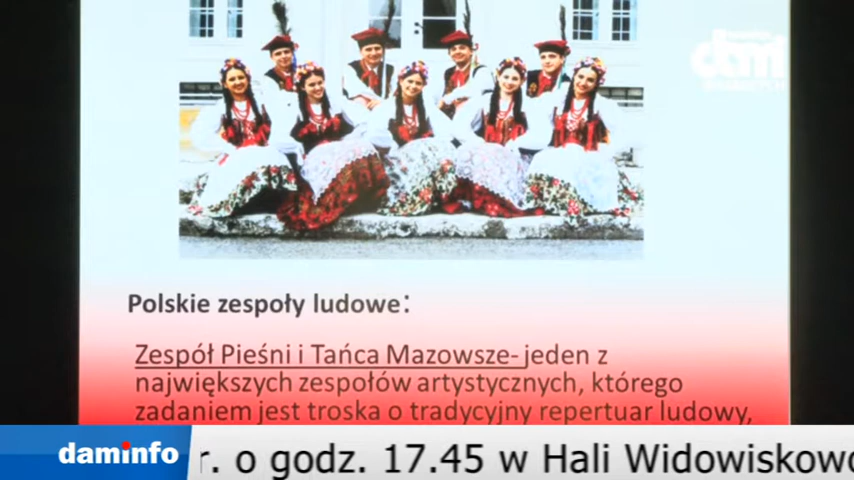 Polskie zespoły ludowe:
Zespół Pieśni i Tańca Mazowsze- jeden z
największych zespołów artystycznych, którego
zadaniem jest troska o tradycyjny repertuar ludowy,
daminfo r. o godz. 17.45 w Hali Widowiskowo